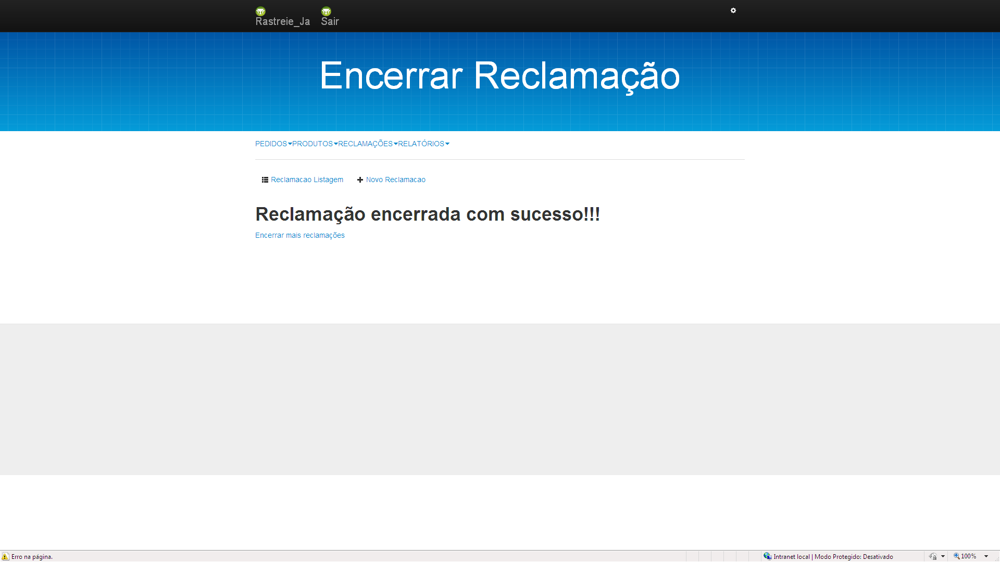 Rastreie_Ja Sair
Encerrar Reclamação
PEDIDOS PRODUTOS RECLAMAÇÕES RELATÓRIOS
Reclamacao Listagem Novo Reclamacao
Reclamação encerrada com sucesso!!!
Encerrar mais reclamações
Erro na página. Intranet local | Modo Protegido: Desativado 100%